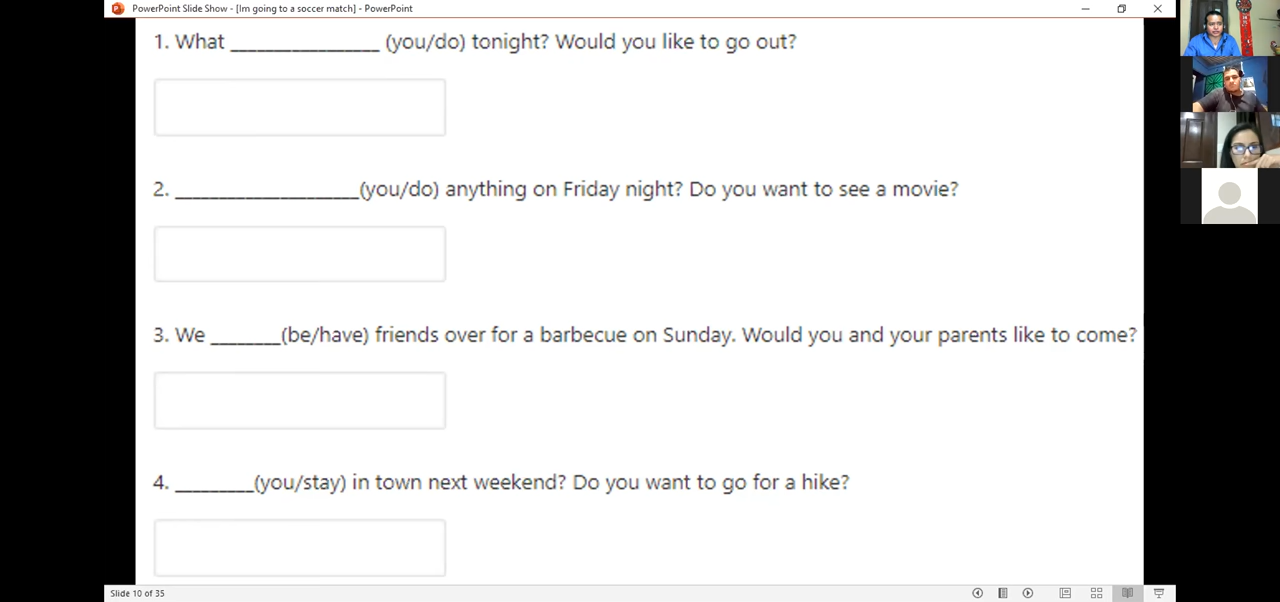 PowerPoint Slide Show - [Im going to a soccer match] - PowerPoint
1. What ________________ (you/do) tonight? Would you like to go out?
2. ____________________(you/do) anything on Friday night? Do you want to see a movie?
3. We ________(be/have) friends over for a barbecue on Sunday. Would you and your parents like to come?
4. _________(you/stay) in town next weekend? Do you want to go for a hike?
Slide 10 of 35